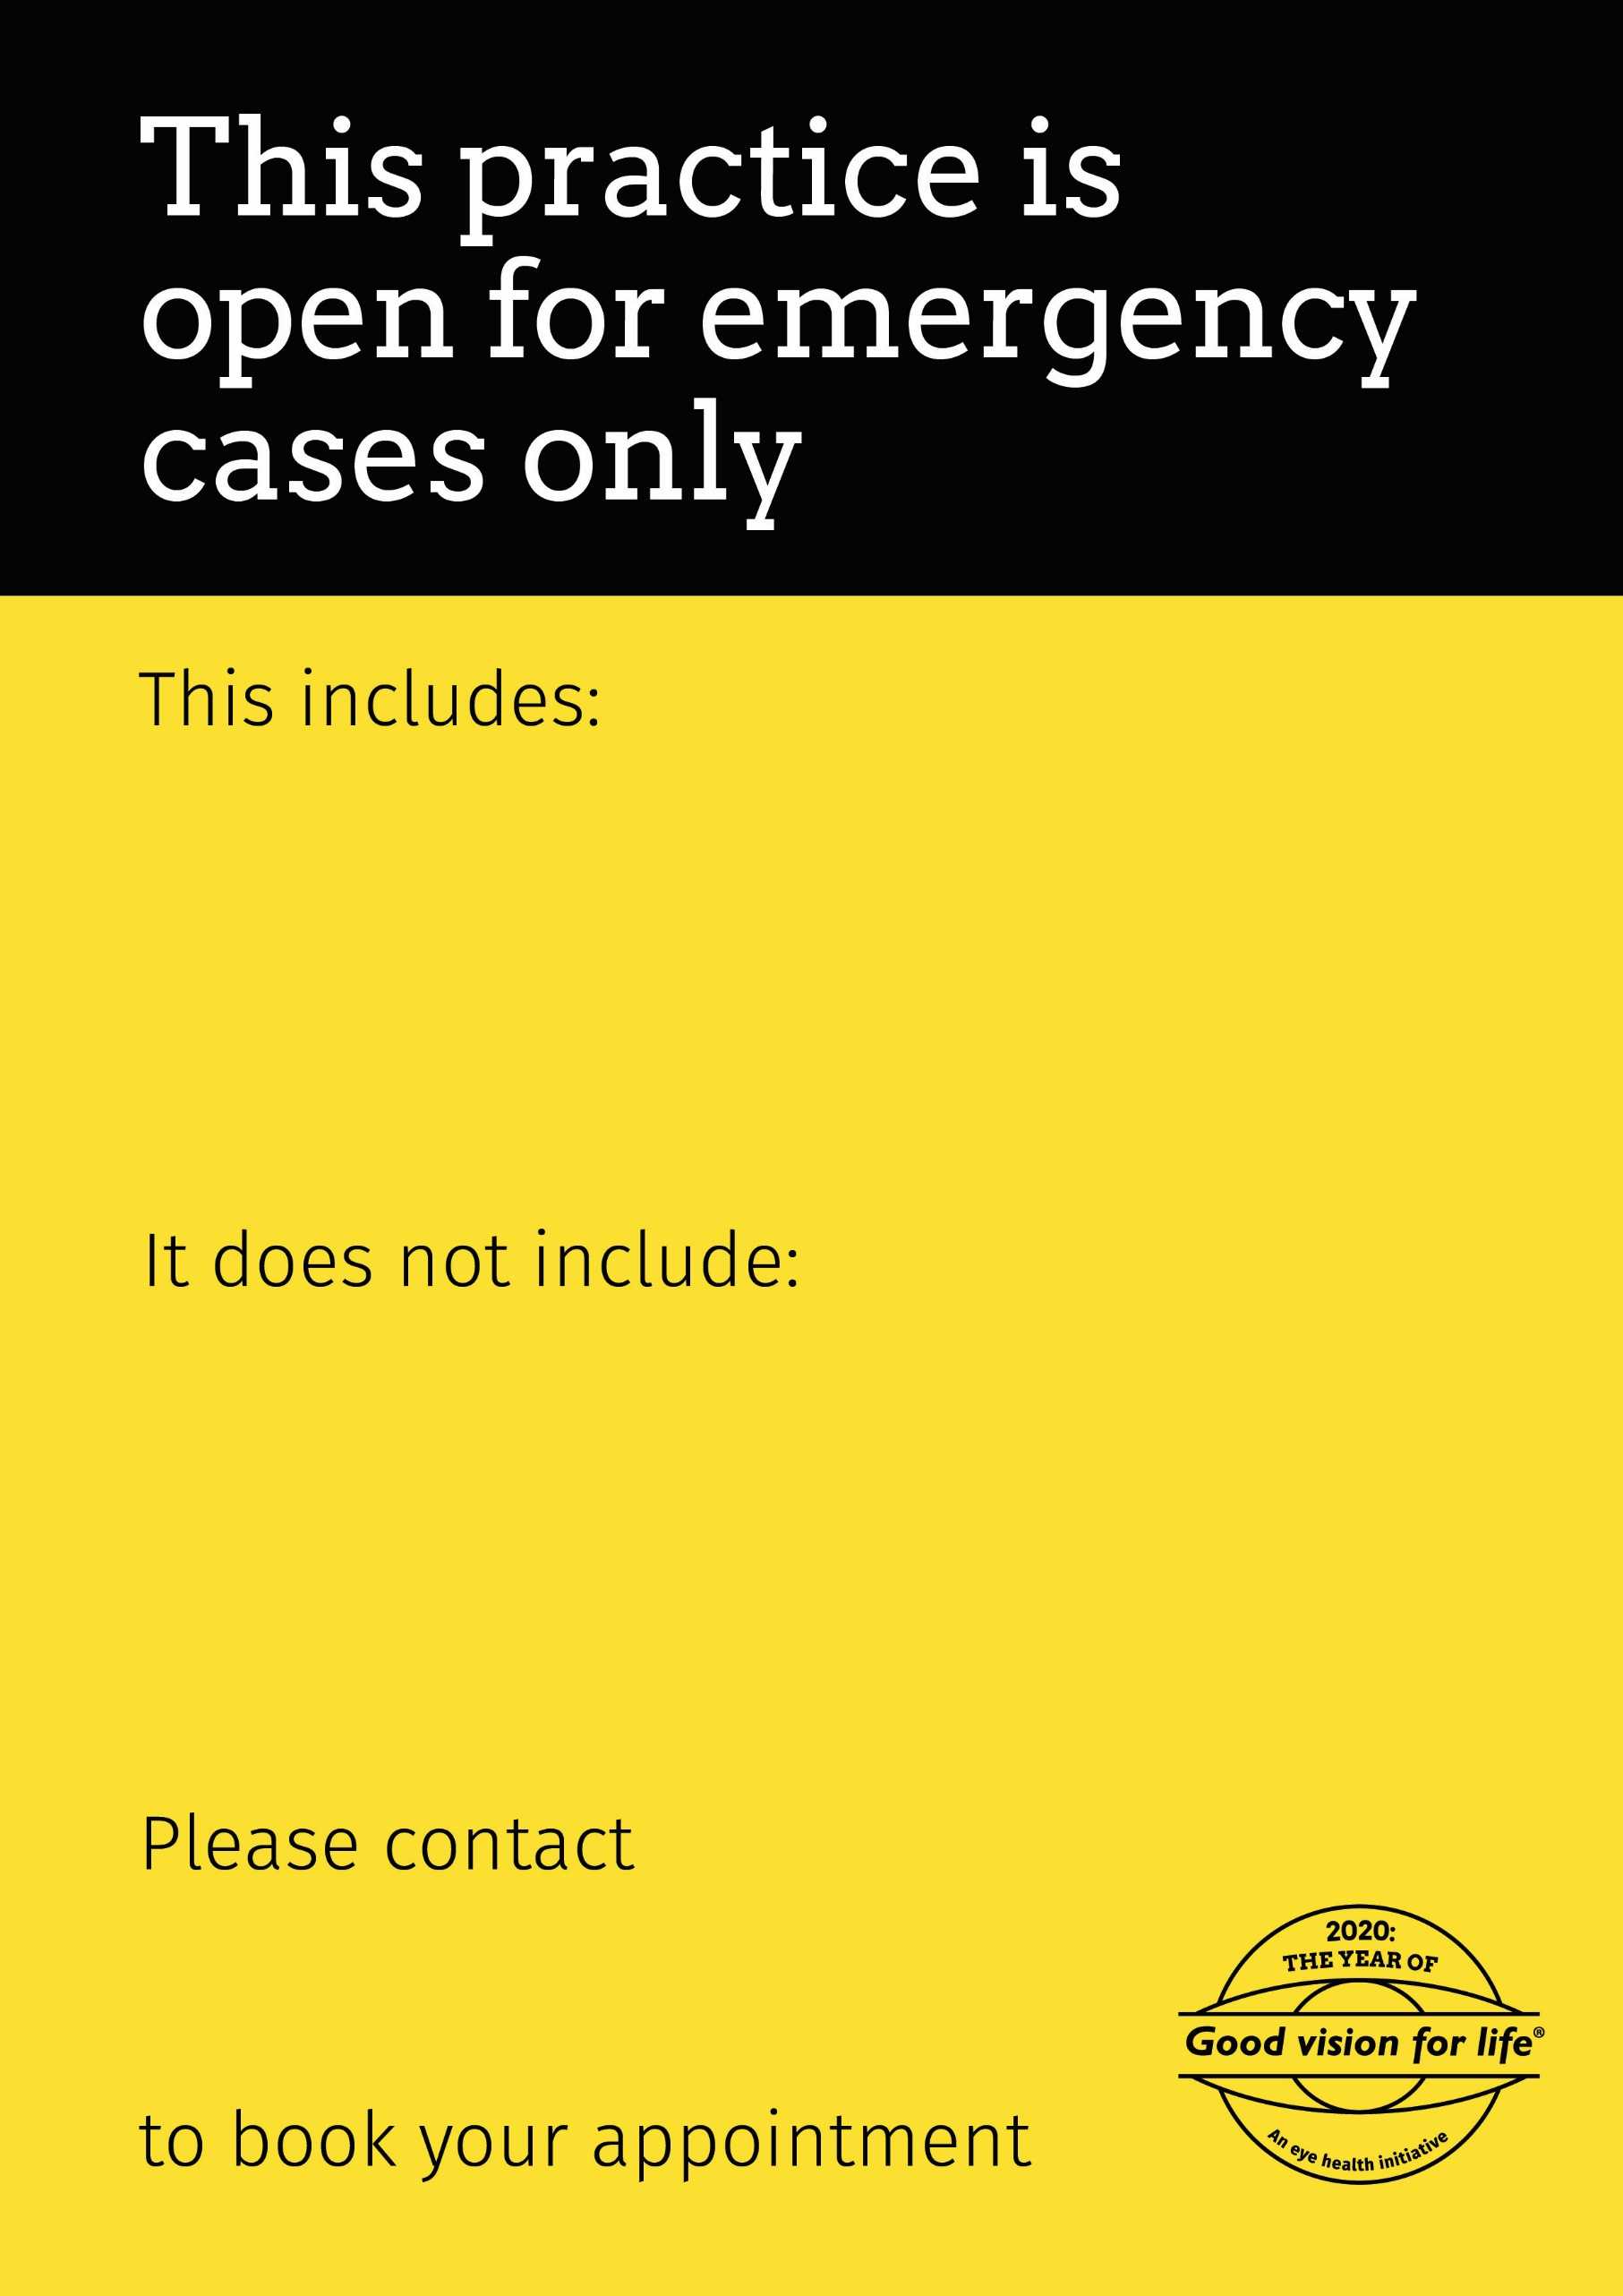 This practice is
open for emergency
cases only
This includes:
It does not include:
Please contact
to book your appointment
2020:
THE YEAR OF
Good vision for life®
An eye health initiative